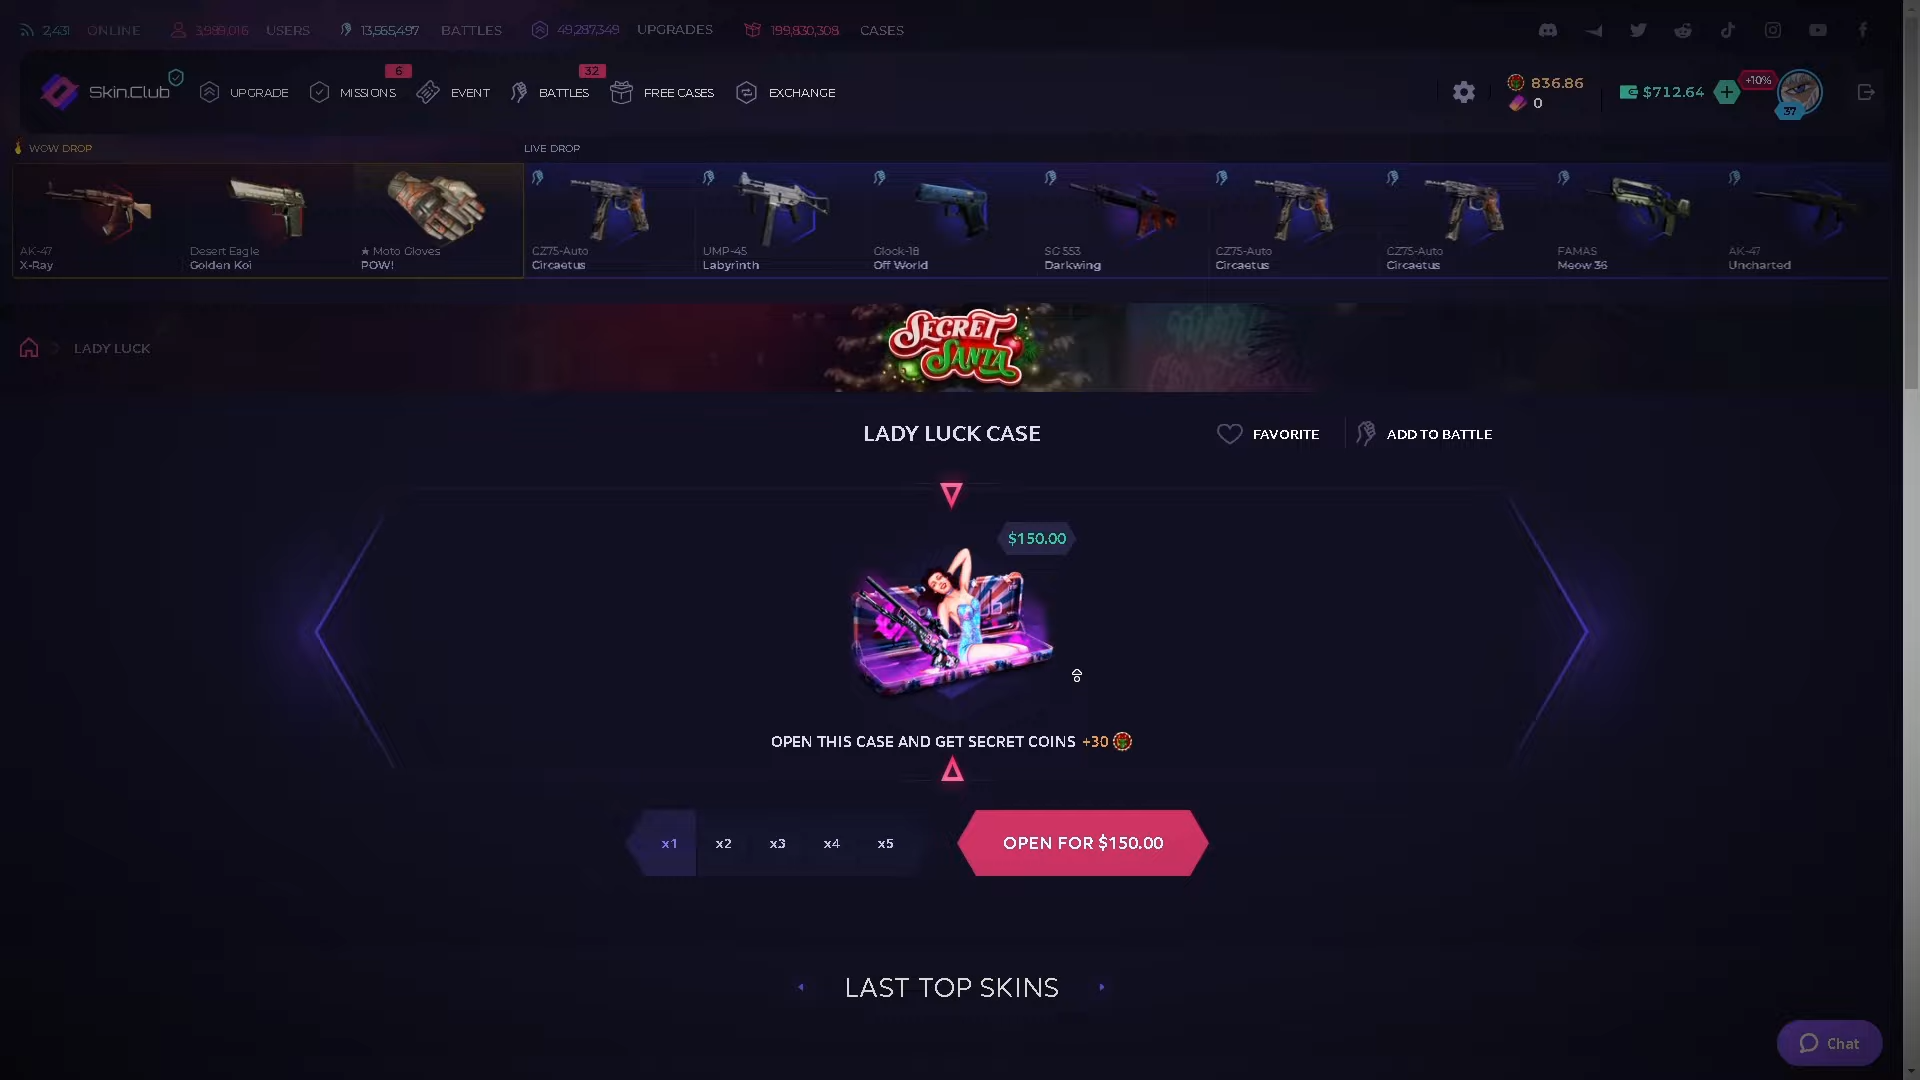 2,431 ONLINE 3,989,016 USERS 13,565,497 BATTLES 49,287,349 UPGRADES 199,830,308 CASES
Skin.Club UPGRADE MISSIONS 6 EVENT BATTLES 32 FREE CASES EXCHANGE 836.86 0 $712.64 +10% 37
WOW DROP LIVE DROP
AK-47 Desert Eagle ★ Moto Gloves CZ75-Auto UMP-45 Glock-18 SG 553 CZ75-Auto CZ75-Auto FAMAS AK-47
X-Ray Golden Koi POW! Circaetus Labyrinth Off World Darkwing Circaetus Circaetus Meow 36 Uncharted
SECRET
SANTA
LADY LUCK
LADY LUCK CASE FAVORITE ADD TO BATTLE
$150.00
OPEN THIS CASE AND GET SECRET COINS +30
x1 x2 x3 x4 x5 OPEN FOR $150.00
LAST TOP SKINS
Chat